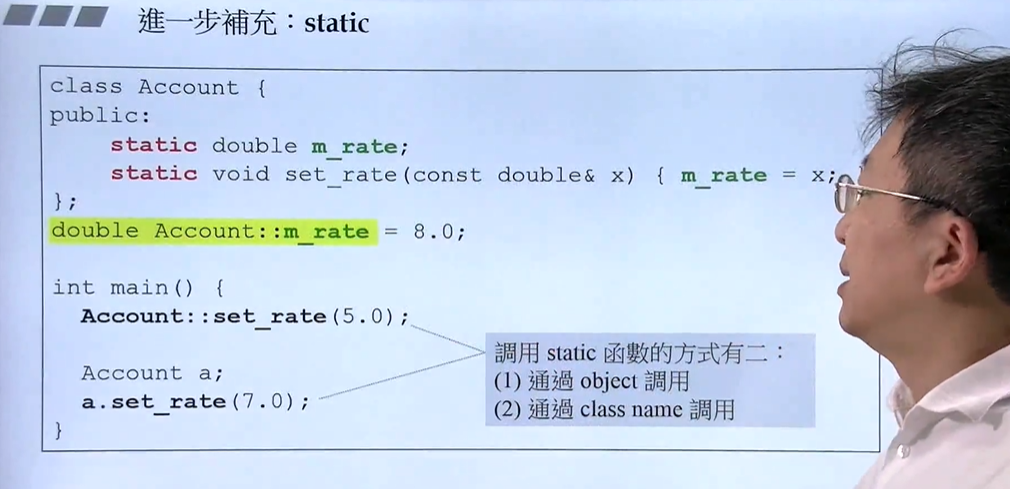 進一步補充：static
class Account {
public:
static double m_rate;
static void set_rate(const double& x) { m_rate = x;
};
double Account::m_rate = 8.0;
int main() {
Account::set_rate(5.0);
Account a;
a.set_rate(7.0);
}
調用 static 函數的方式有二：
(1) 通過 object 調用
(2) 通過 class name 調用